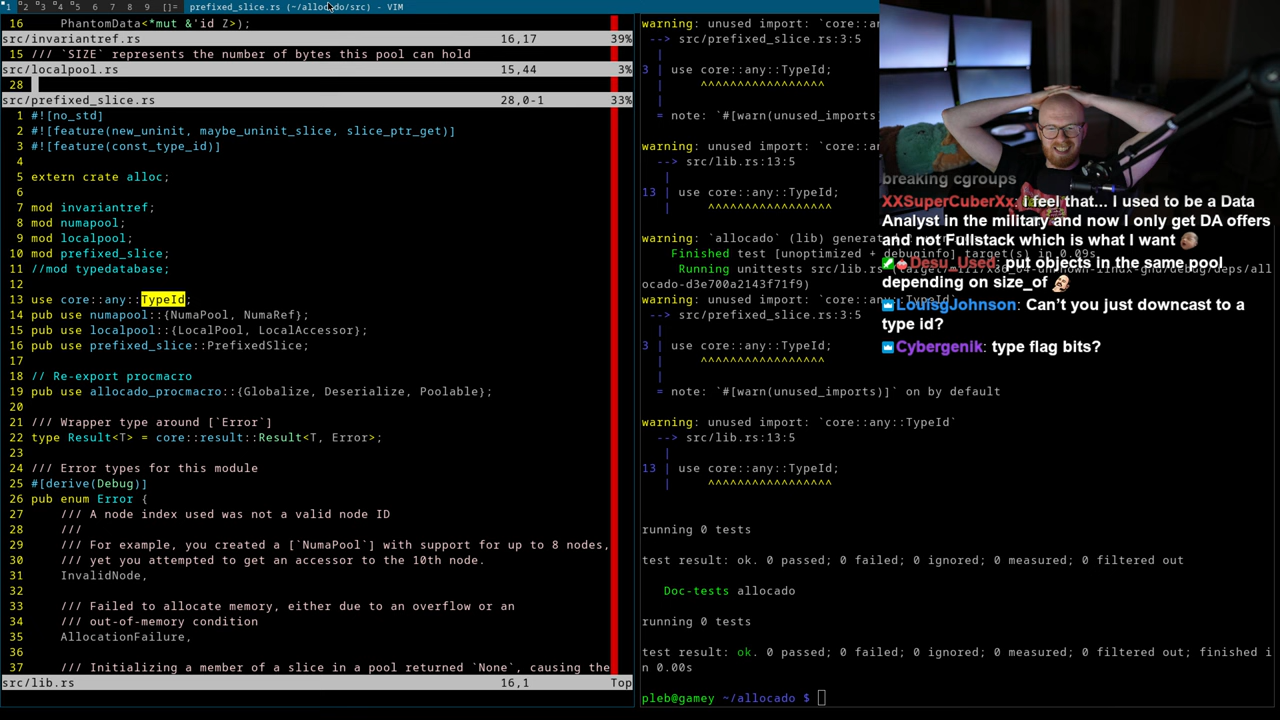 1 2 3 4 5 6 7 8 9 []= prefixed_slice.rs (~/allocado/src) - VIM
16     PhantomData<*mut &'id Z>);
src/invariantref.rs 16,17 39%
15 /// `SIZE` represents the number of bytes this pool can hold
src/localpool.rs 15,44 3%
28
src/prefixed_slice.rs 28,0-1 33%
1 #![no_std]
2 #![feature(new_uninit, maybe_uninit_slice, slice_ptr_get)]
3 #![feature(const_type_id)]
4
5 extern crate alloc;
6
7 mod invariantref;
8 mod numapool;
9 mod localpool;
10 mod prefixed_slice;
11 //mod typedatabase;
12
13 use core::any::TypeId;
14 pub use numapool::{NumaPool, NumaRef};
15 pub use localpool::{LocalPool, LocalAccessor};
16 pub use prefixed_slice::PrefixedSlice;
17
18 // Re-export procmacro
19 pub use allocado_procmacro::{Globalize, Deserialize, Poolable};
20
21 /// Wrapper type around [`Error`]
22 type Result<T> = core::result::Result<T, Error>;
23
24 /// Error types for this module
25 #[derive(Debug)]
26 pub enum Error {
27     /// A node index used was not a valid node ID
28     ///
29     /// For example, you created a [`NumaPool`] with support for up to 8 nodes,
30     /// yet you attempted to get an accessor to the 10th node.
31     InvalidNode,
32
33     /// Failed to allocate memory, either due to an overflow or an
34     /// out-of-memory condition
35     AllocationFailure,
36
37     /// Initializing a member of a slice in a pool returned `None`, causing the
src/lib.rs 16,1 Top
warning: unused import: `core::an
 --> src/prefixed_slice.rs:3:5
  |
3 | use core::any::TypeId;
  |     ^^^^^^^^^^^^^^^^^
  |
  = note: `#[warn(unused_imports
warning: unused import: `core::an
 --> src/lib.rs:13:5
  |
13 | use core::any::TypeId;
  |     ^^^^^^^^^^^^^^^^^
warning: `allocado` (lib) generat
Finished test [unoptimized + debuginfo] target(s) in 0.09s
Running unittests src/lib.rs (target/
ocado-d3e700a2143f71f9)
warning: unused import: `core::any::TypeId`
 --> src/prefixed_slice.rs:3:5
  |
3 | use core::any::TypeId;
  |     ^^^^^^^^^^^^^^^^^
  |
  = note: `#[warn(unused_imports)]` on by default
warning: unused import: `core::any::TypeId`
 --> src/lib.rs:13:5
  |
13 | use core::any::TypeId;
  |     ^^^^^^^^^^^^^^^^^
running 0 tests
test result: ok. 0 passed; 0 failed; 0 ignored; 0 measured; 0 filtered out
Doc-tests allocado
running 0 tests
test result: ok. 0 passed; 0 failed; 0 ignored; 0 measured; 0 filtered out; finished i
n 0.00s
pleb@gamey ~/allocado $
breaking cgroups
XXSuperCuberXx: i feel that... I used to be a Data
Analyst in the military and now I only get DA offers
and not Fullstack which is what I want
Desu_Used: put objects in the same pool
depending on size_of
LouisgJohnson: Can't you just downcast to a
type id?
Cybergenik: type flag bits?